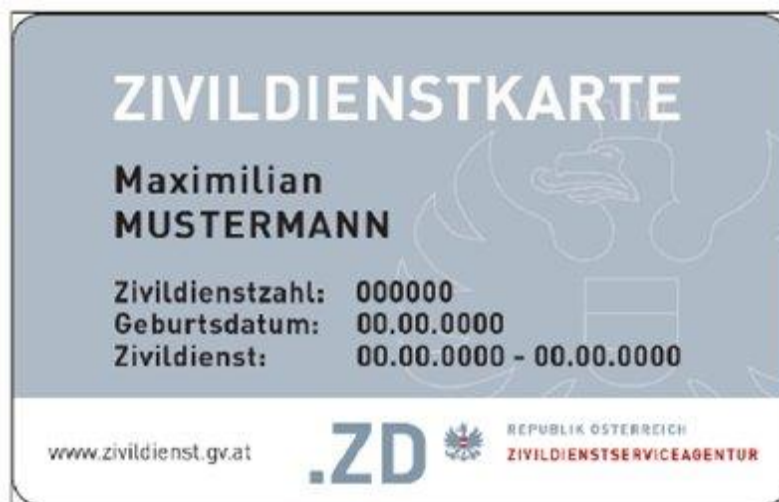 ZIVILDIENSTKARTE
Maximilian
MUSTERMANN
Zivildienstzahl: 000000
Geburtsdatum: 00.00.0000
Zivildienst: 00.00.0000 - 00.00.0000
www.zivildienst.gv.at
.ZD
REPUBLIK OSTERREICH
ZIVILDIENSTSERVICEAGENTUR